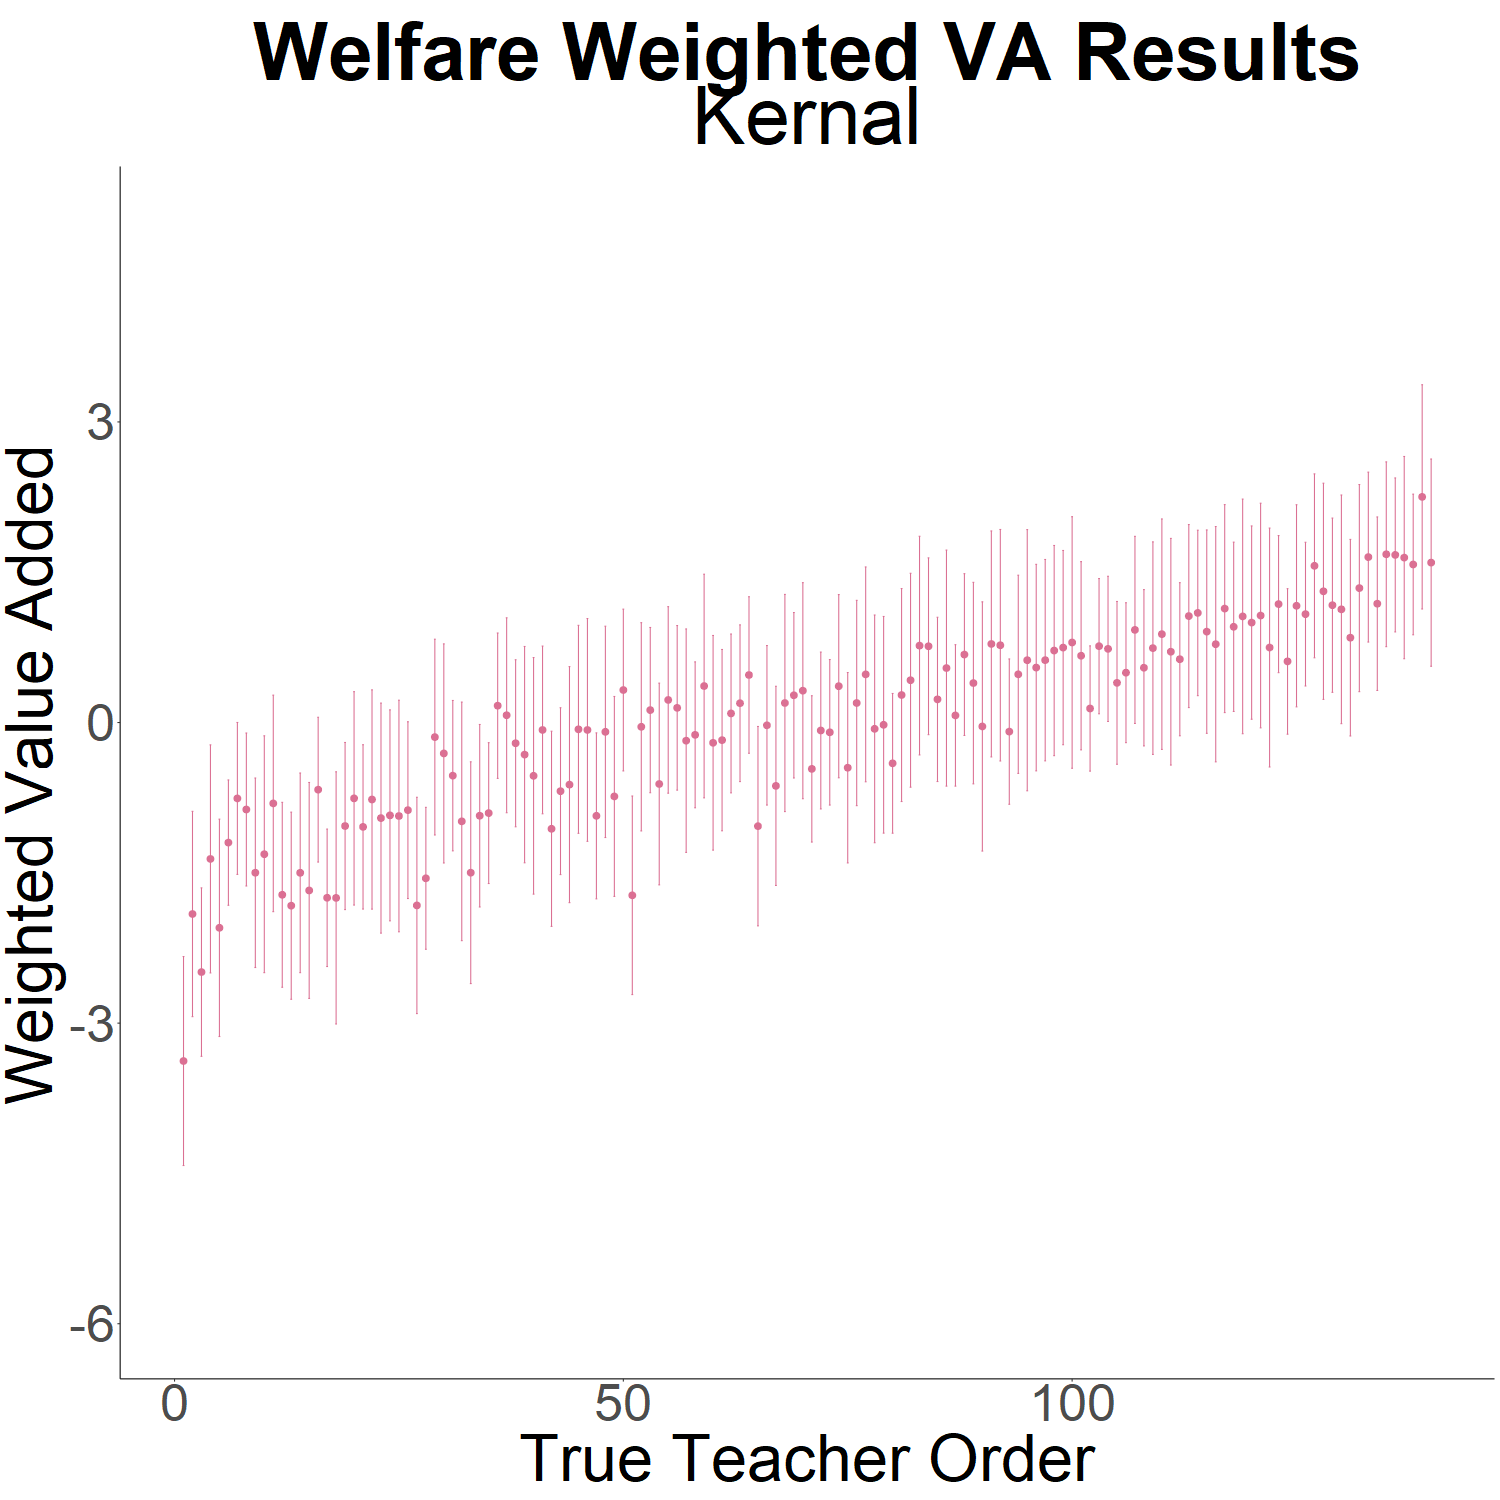 Welfare Weighted VA Results
Kernal
Weighted Value Added
3
0
-3
-6
0
50
100
True Teacher Order